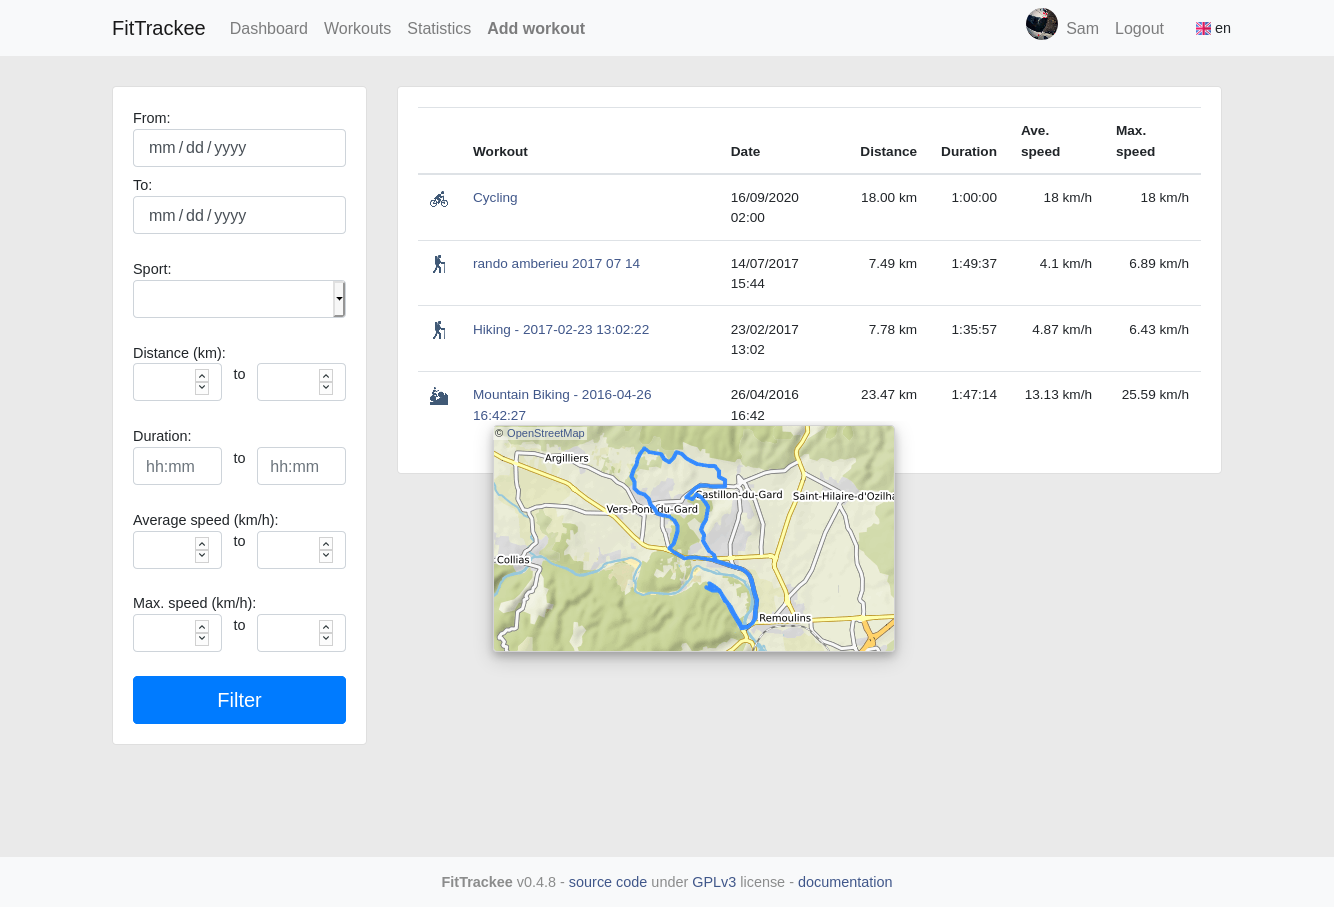 FitTrackee Dashboard Workouts Statistics Add workout Sam Logout en
From:
mm / dd / yyyy
To:
mm / dd / yyyy
Sport:
Distance (km):
to
Duration:
hh:mm to hh:mm
Average speed (km/h):
to
Max. speed (km/h):
to
Filter
Workout Date Distance Duration Ave. speed Max. speed
Cycling 16/09/2020 02:00 18.00 km 1:00:00 18 km/h 18 km/h
rando amberieu 2017 07 14 14/07/2017 15:44 7.49 km 1:49:37 4.1 km/h 6.89 km/h
Hiking - 2017-02-23 13:02:22 23/02/2017 13:02 7.78 km 1:35:57 4.87 km/h 6.43 km/h
Mountain Biking - 2016-04-26 16:42:27 26/04/2016 16:42 23.47 km 1:47:14 13.13 km/h 25.59 km/h
© OpenStreetMap
Argilliers
Castillon-du-Gard
Saint-Hilaire-d'Ozilha
Vers-Pont-du-Gard
Collias
Remoulins
FitTrackee v0.4.8 - source code under GPLv3 license - documentation